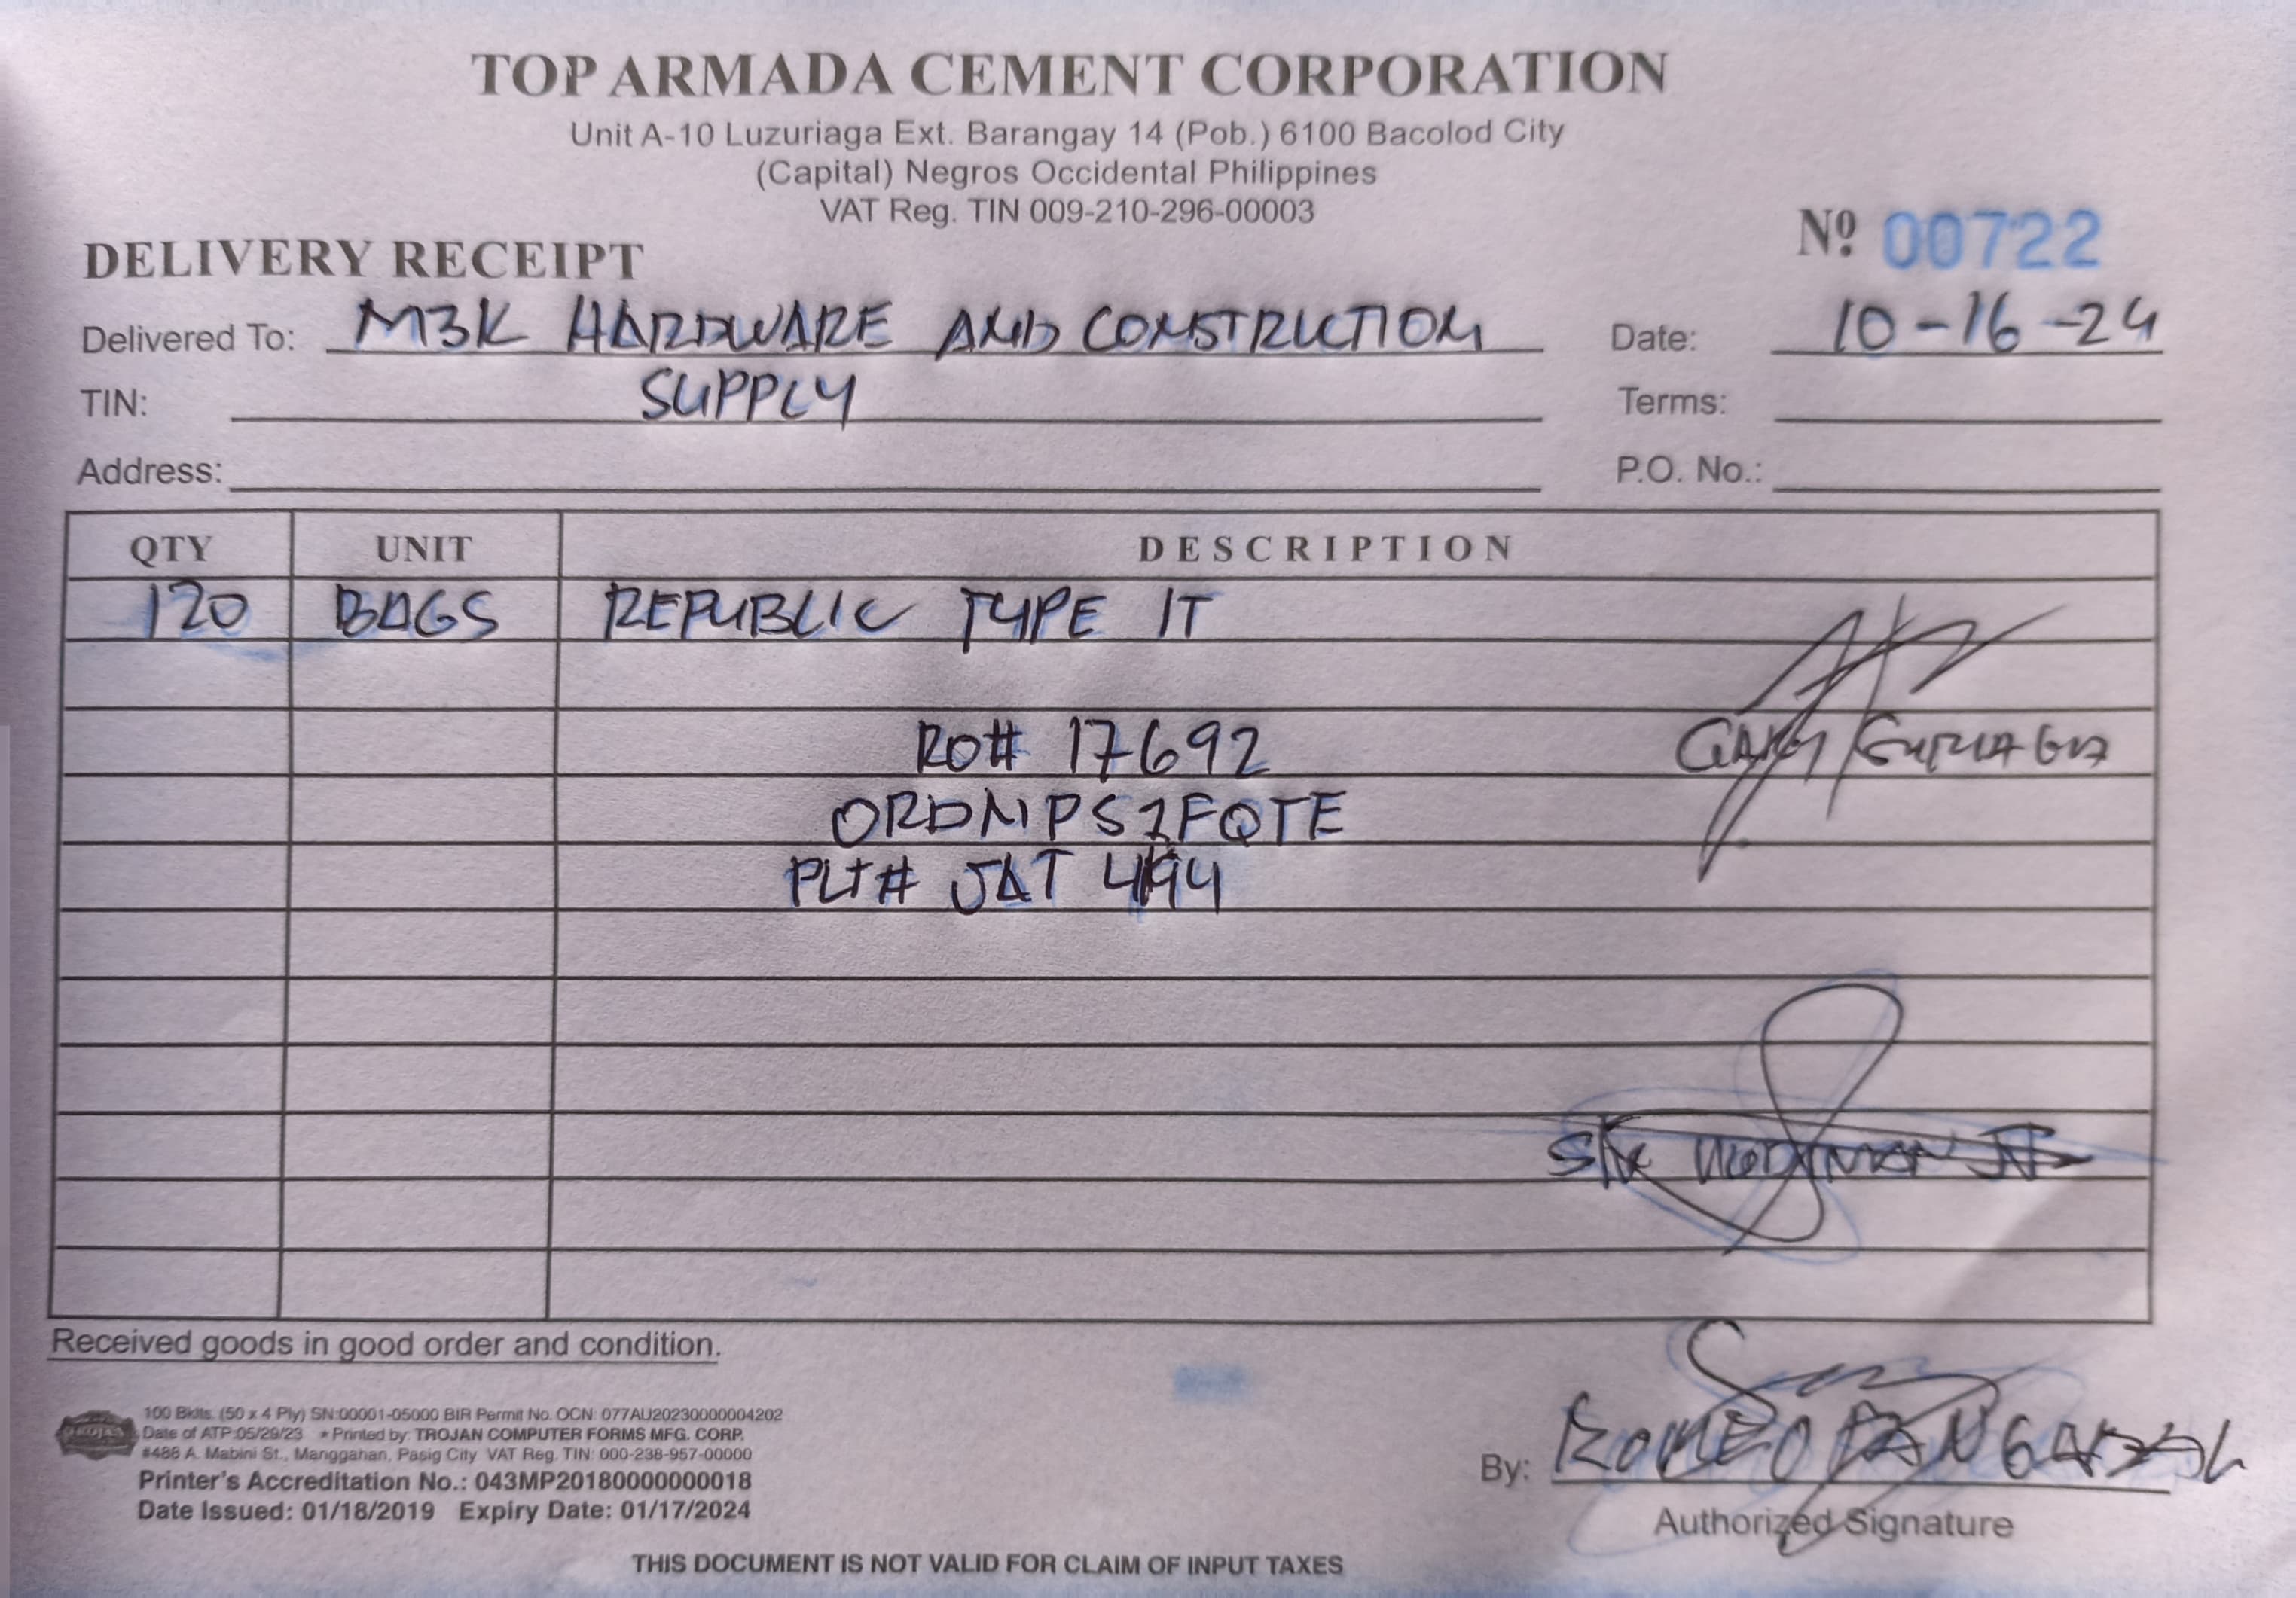 TOP ARMADA CEMENT CORPORATION
Unit A-10 Luzuriaga Ext. Barangay 14 (Pob.) 6100 Bacolod City
(Capital) Negros Occidental Philippines
VAT Reg. TIN 009-210-296-00003
Nº 00722
DELIVERY RECEIPT
Delivered To: M3K HARDWARE AND CONSTRUCTION Date: 10-16-24
TIN: SUPPLY Terms:
Address: P.O. No.:
QTY UNIT DESCRIPTION
120 BAGS REPUBLIC TYPE IT
RO# 17692
GARY
ORDMPS1FQTE
PLT# JAT 4194
Received goods in good order and condition.
100 Bklts. (50 x 4 Ply) SN:00001-05000 BIR Permit No. OCN: 077AU20230000004202
Date of ATP:05/29/23 * Printed by: TROJAN COMPUTER FORMS MFG. CORP.
#488 A. Mabini St., Manggahan, Pasig City VAT Reg. TIN: 000-238-957-00000
Printer's Accreditation No.: 043MP20180000000018
Date Issued: 01/18/2019 Expiry Date: 01/17/2024
By: ROMEO
Authorized Signature
THIS DOCUMENT IS NOT VALID FOR CLAIM OF INPUT TAXES